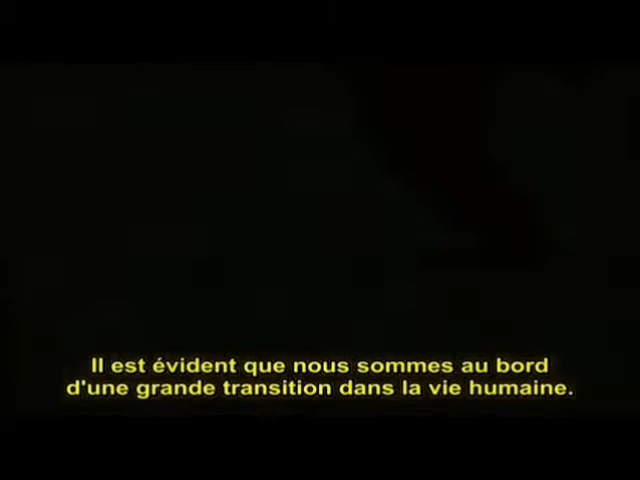 Il est évident que nous sommes au bord
d'une grande transition dans la vie humaine.